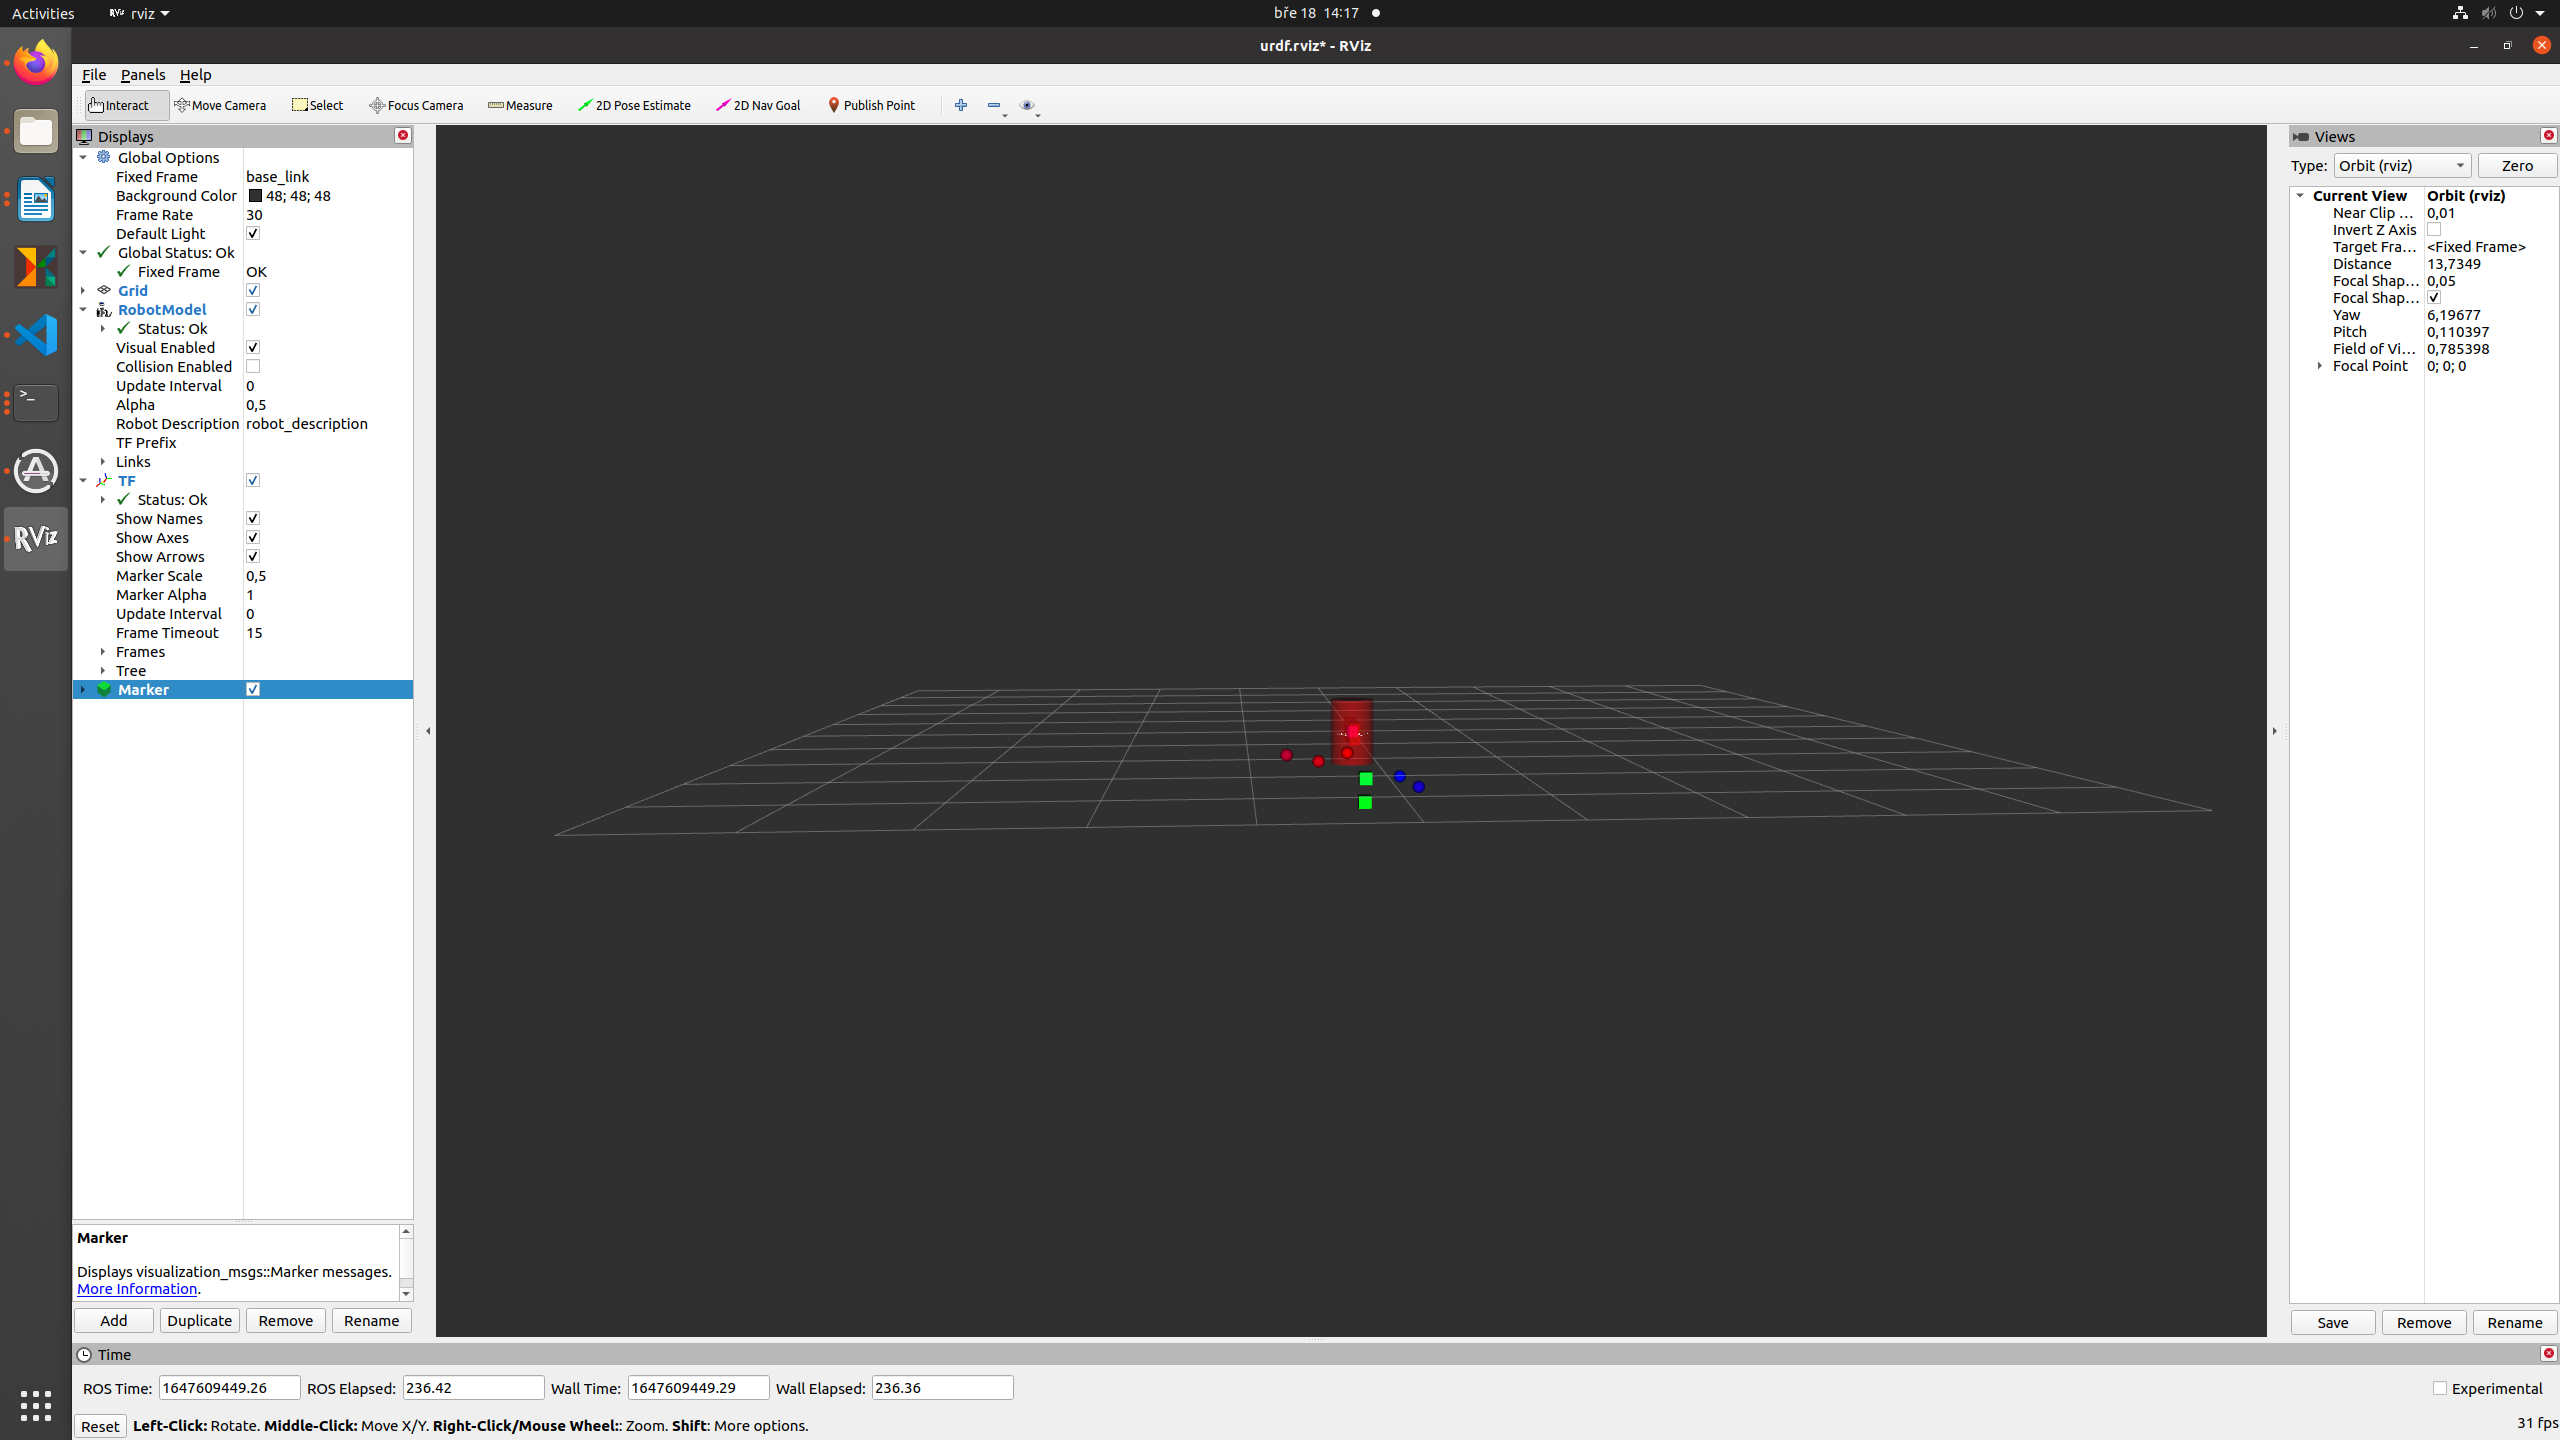 Activities
RViz rviz
bře 18 14:17
urdf.rviz* - RViz
File Panels Help
Interact Move Camera Select Focus Camera Measure 2D Pose Estimate 2D Nav Goal Publish Point
Displays
Global Options
Fixed Frame base_link
Background Color 48; 48; 48
Frame Rate 30
Default Light
Global Status: Ok
Fixed Frame OK
Grid
RobotModel
Status: Ok
Visual Enabled
Collision Enabled
Update Interval 0
Alpha 0,5
Robot Description robot_description
TF Prefix
Links
TF
Status: Ok
Show Names
Show Axes
Show Arrows
Marker Scale 0,5
Marker Alpha 1
Update Interval 0
Frame Timeout 15
Frames
Tree
Marker
Marker
Displays visualization_msgs::Marker messages.
More Information.
Add Duplicate Remove Rename
Views
Type: Orbit (rviz) Zero
Current View Orbit (rviz)
Near Clip ... 0,01
Invert Z Axis
Target Fra... <Fixed Frame>
Distance 13,7349
Focal Shap... 0,05
Focal Shap...
Yaw 6,19677
Pitch 0,110397
Field of Vi... 0,785398
Focal Point 0; 0; 0
Save Remove Rename
Time
ROS Time: 1647609449.26 ROS Elapsed: 236.42 Wall Time: 1647609449.29 Wall Elapsed: 236.36
Experimental
Reset Left-Click: Rotate. Middle-Click: Move X/Y. Right-Click/Mouse Wheel:: Zoom. Shift: More options.
31 fps
>_
RViz